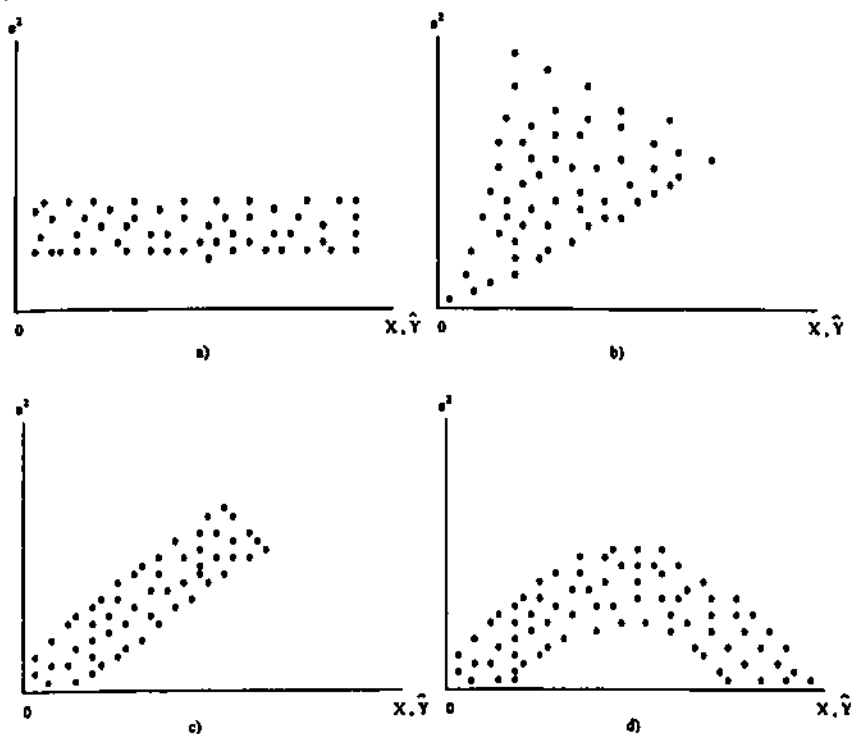 e²
0
X, Ŷ
a)
e²
0
X, Ŷ
b)
e²
0
X, Ŷ
c)
e²
0
X, Ŷ
d)